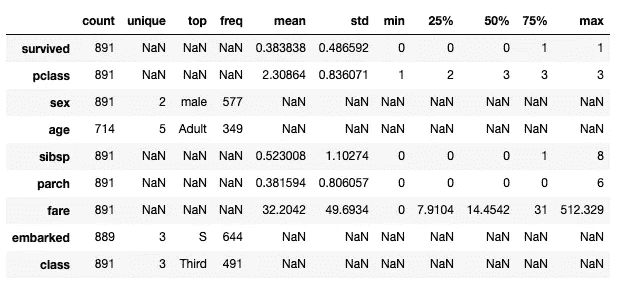 count unique top freq mean std min 25% 50% 75% max
survived 891 NaN NaN NaN 0.383838 0.486592 0 0 0 1 1
pclass 891 NaN NaN NaN 2.30864 0.836071 1 2 3 3 3
sex 891 2 male 577 NaN NaN NaN NaN NaN NaN NaN
age 714 5 Adult 349 NaN NaN NaN NaN NaN NaN NaN
sibsp 891 NaN NaN NaN 0.523008 1.10274 0 0 0 1 8
parch 891 NaN NaN NaN 0.381594 0.806057 0 0 0 0 6
fare 891 NaN NaN NaN 32.2042 49.6934 0 7.9104 14.4542 31 512.329
embarked 889 3 S 644 NaN NaN NaN NaN NaN NaN NaN
class 891 3 Third 491 NaN NaN NaN NaN NaN NaN NaN